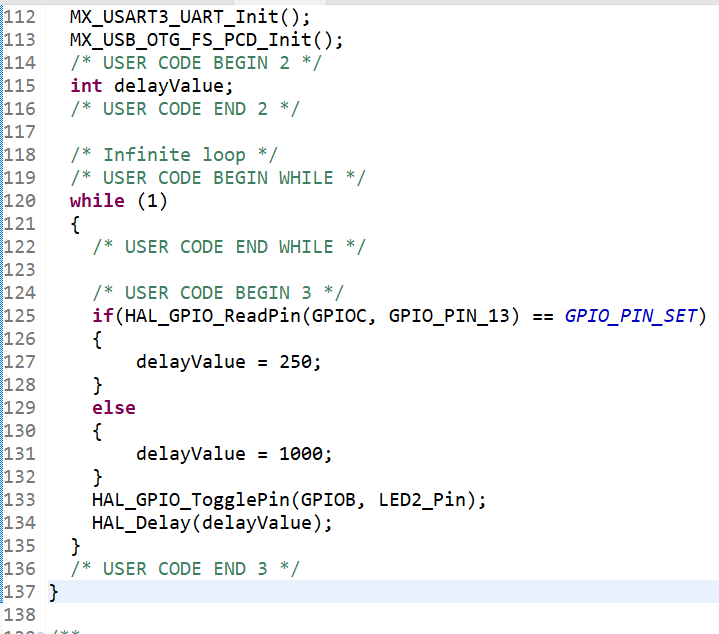 112 MX_USART3_UART_Init();
113 MX_USB_OTG_FS_PCD_Init();
114 /* USER CODE BEGIN 2 */
115 int delayValue;
116 /* USER CODE END 2 */
117
118 /* Infinite loop */
119 /* USER CODE BEGIN WHILE */
120 while (1)
121 {
122 /* USER CODE END WHILE */
123
124 /* USER CODE BEGIN 3 */
125 if(HAL_GPIO_ReadPin(GPIOC, GPIO_PIN_13) == GPIO_PIN_SET)
126 {
127 delayValue = 250;
128 }
129 else
130 {
131 delayValue = 1000;
132 }
133 HAL_GPIO_TogglePin(GPIOB, LED2_Pin);
134 HAL_Delay(delayValue);
135 }
136 /* USER CODE END 3 */
137 }
138